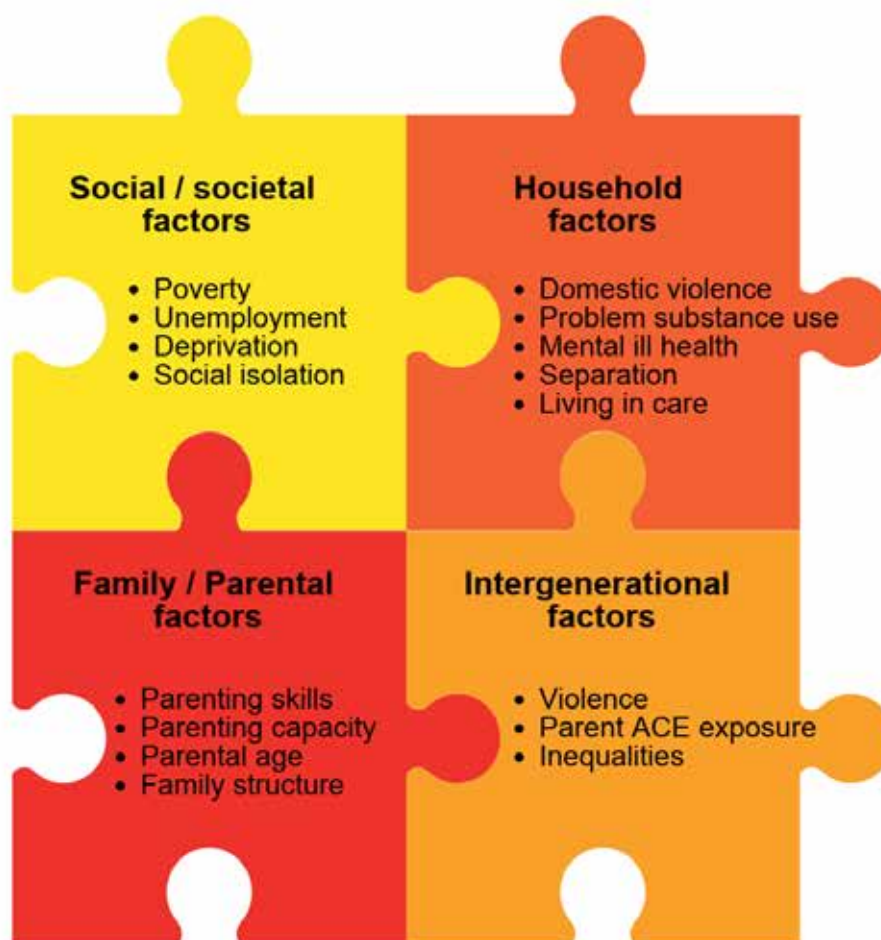 Social / societal
factors
• Poverty
• Unemployment
• Deprivation
• Social isolation
Household
factors
• Domestic violence
• Problem substance use
• Mental ill health
• Separation
• Living in care
Family / Parental
factors
• Parenting skills
• Parenting capacity
• Parental age
• Family structure
Intergenerational
factors
• Violence
• Parent ACE exposure
• Inequalities